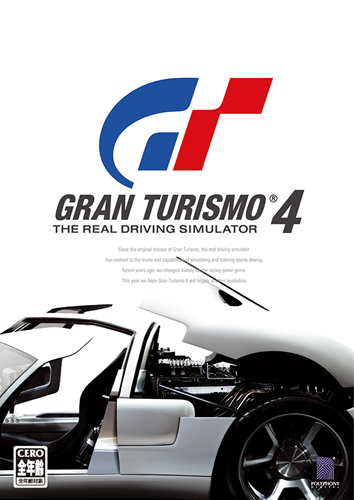 GT
GRAN TURISMO® 4
THE REAL DRIVING SIMULATOR
Since the original release of Gran Turismo, the real driving simulator
has evolved to the levels and capabilities of simulating and tutoring sports driving.
Seven years ago, we changed history for the racing game genre.
This year we hope Gran Turismo 4 will trigger another revolution.
CERO
全年齢
全年齢対象
POLYPHONY
DIGITAL